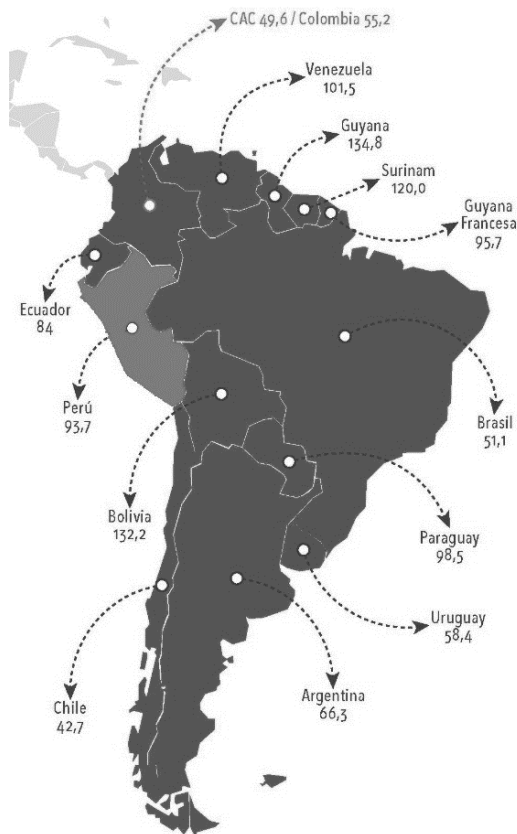 CAC 49,6 / Colombia 55,2
Venezuela
101,5
Guyana
134,8
Surinam
120,0
Guyana
Francesa
95,7
Ecuador
84
Perú
93,7
Brasil
51,1
Bolivia
132,2
Paraguay
98,5
Uruguay
58,4
Chile
42,7
Argentina
66,3